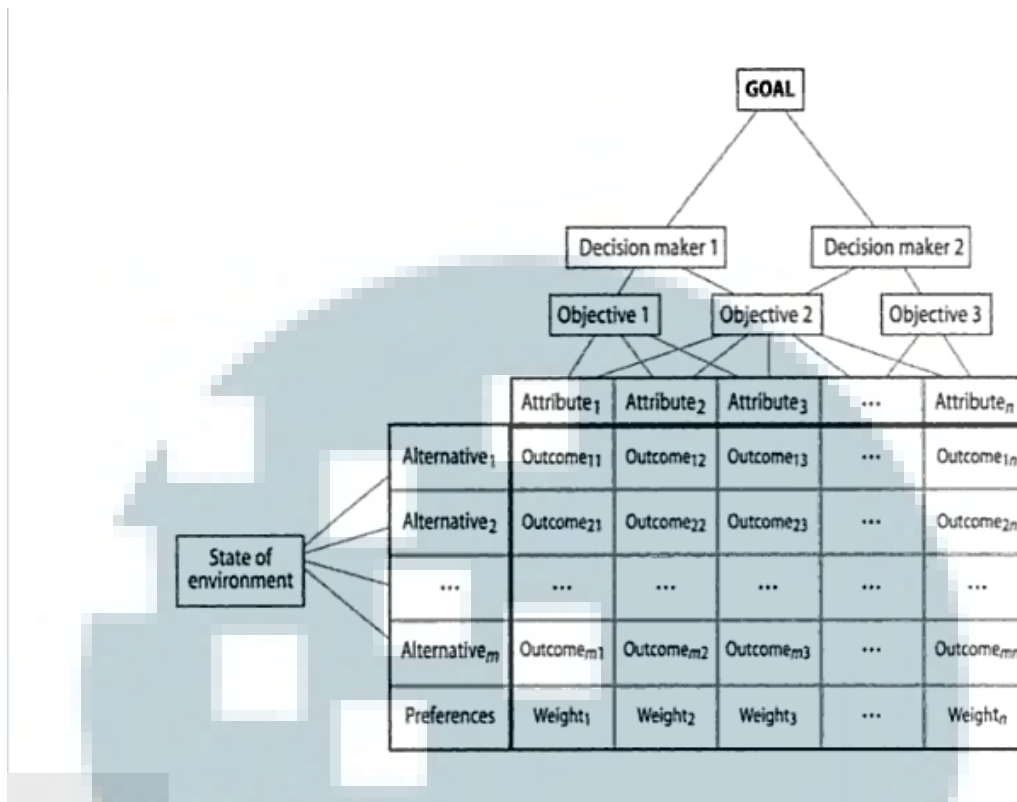 GOAL
Decision maker 1 Decision maker 2
Objective 1 Objective 2 Objective 3
Attribute₁ Attribute₂ Attribute₃ ... Attributeₙ
Alternative₁ Outcome₁₁ Outcome₁₂ Outcome₁₃ ... Outcome₁ₙ
Alternative₂ Outcome₂₁ Outcome₂₂ Outcome₂₃ ... Outcome₂ₙ
State of
environment
... ... ... ... ... ...
Alternativeₘ Outcomeₘ₁ Outcomeₘ₂ Outcomeₘ₃ ... Outcomeₘₙ
Preferences Weight₁ Weight₂ Weight₃ ... Weightₙ